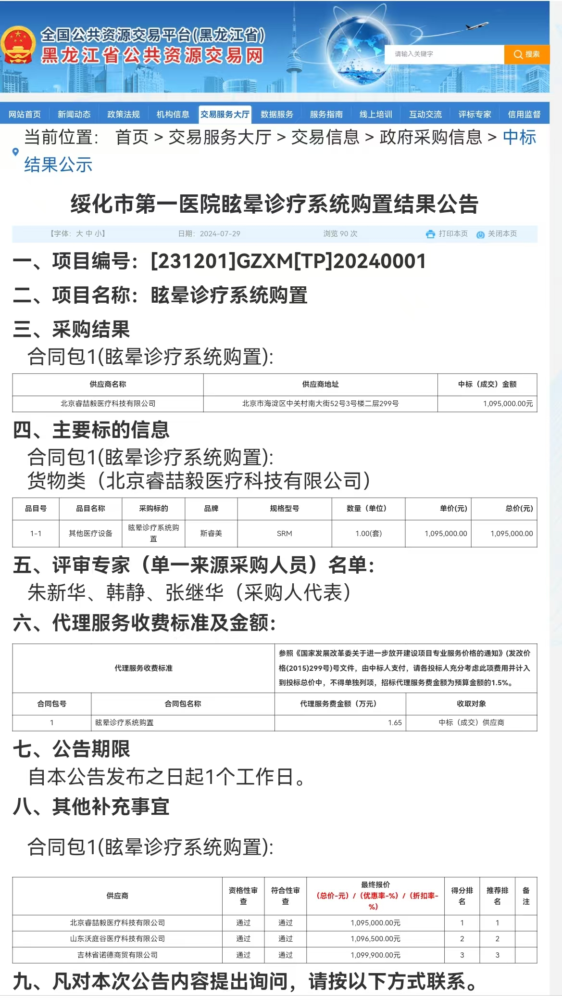 全国公共资源交易平台(黑龙江省)
黑龙江省公共资源交易网
请输入关键字 搜索
网站首页 新闻动态 政策法规 机构信息 交易服务大厅 数据服务 服务指南 线上培训 互动交流 评标专家 信用监督
当前位置： 首页 > 交易服务大厅 > 交易信息 > 政府采购信息 > 中标
结果公示
绥化市第一医院眩晕诊疗系统购置结果公告
【字体：大 中 小】 日期：2024-07-29 浏览 90 次 打印本页 关闭本页
一、项目编号：[231201]GZXM[TP]20240001
二、项目名称：眩晕诊疗系统购置
三、采购结果
合同包1(眩晕诊疗系统购置):
供应商名称 供应商地址 中标（成交）金额
北京睿喆毅医疗科技有限公司 北京市海淀区中关村南大街52号3号楼二层299号 1,095,000.00元
四、主要标的信息
合同包1(眩晕诊疗系统购置):
货物类（北京睿喆毅医疗科技有限公司）
品目号 品目名称 采购标的 品牌 规格型号 数量（单位） 单价(元) 总价(元)
1-1 其他医疗设备 眩晕诊疗系统购
置 斯睿美 SRM 1.00(套) 1,095,000.00 1,095,000.00
五、评审专家（单一来源采购人员）名单：
朱新华、韩静、张继华（采购人代表）
六、代理服务收费标准及金额：
代理服务收费标准
参照《国家发展改革委关于进一步放开建设项目专业服务价格的通知》(发改价
格(2015)299号)号文件，由中标人支付，请各投标人充分考虑此项费用并计入
到投标总价中，不得单独列项，招标代理服务费金额为预算金额的1.5%。
合同包号 合同包名称 代理服务费金额（万元） 收取对象
1 眩晕诊疗系统购置 1.65 中标（成交）供应商
七、公告期限
自本公告发布之日起1个工作日。
八、其他补充事宜
合同包1(眩晕诊疗系统购置):
供应商 资格性审
查 符合性审
查 最终报价
（总价-元）/（优惠率-%）/（折扣率-
%） 得分排
名 推荐排
名 备
注
北京睿喆毅医疗科技有限公司 通过 通过 1,095,000.00元 1 1
山东沃庭谷医疗科技有限公司 通过 通过 1,096,500.00元 2 2
吉林省诺德商贸有限公司 通过 通过 1,099,900.00元 3 3
九、凡对本次公告内容提出询问，请按以下方式联系。